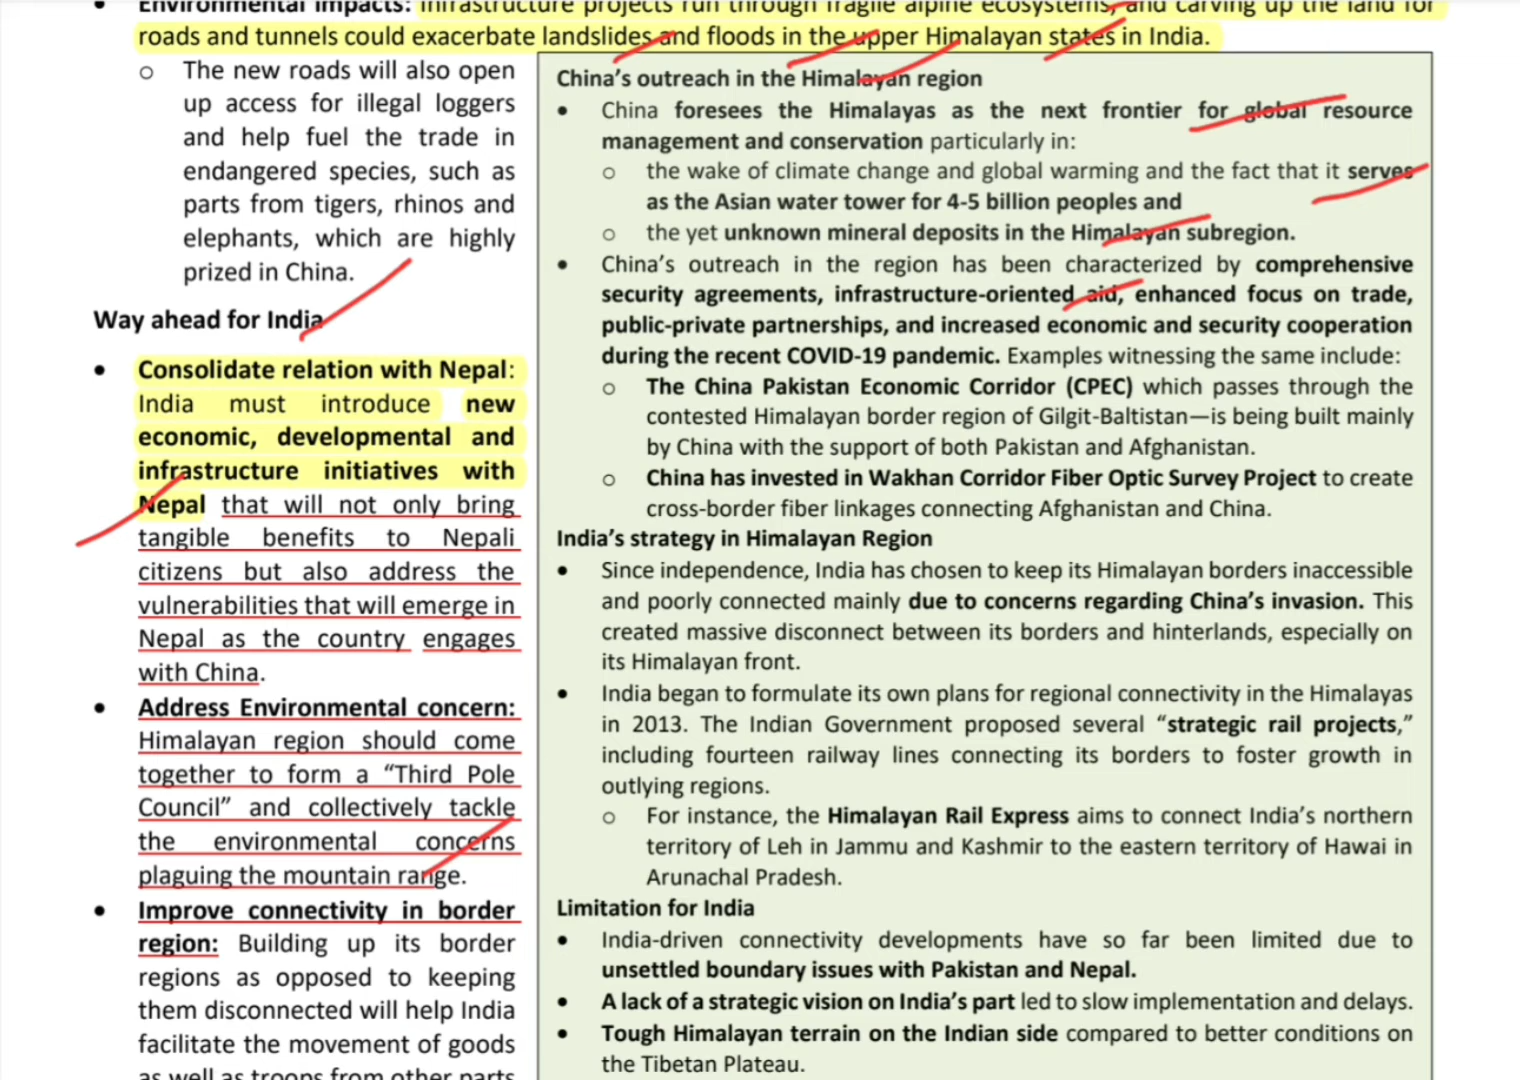 • Environmental impacts: Infrastructure projects run through fragile alpine ecosystems, and carving up the land for
roads and tunnels could exacerbate landslides and floods in the upper Himalayan states in India.
o The new roads will also open
up access for illegal loggers
and help fuel the trade in
endangered species, such as
parts from tigers, rhinos and
elephants, which are highly
prized in China.
Way ahead for India
• Consolidate relation with Nepal:
India must introduce new
economic, developmental and
infrastructure initiatives with
Nepal that will not only bring
tangible benefits to Nepali
citizens but also address the
vulnerabilities that will emerge in
Nepal as the country engages
with China.
• Address Environmental concern:
Himalayan region should come
together to form a “Third Pole
Council” and collectively tackle
the environmental concerns
plaguing the mountain range.
• Improve connectivity in border
region: Building up its border
regions as opposed to keeping
them disconnected will help India
facilitate the movement of goods
as well as troops from other parts
China’s outreach in the Himalayan region
• China foresees the Himalayas as the next frontier for global resource
management and conservation particularly in:
o the wake of climate change and global warming and the fact that it serves
as the Asian water tower for 4-5 billion peoples and
o the yet unknown mineral deposits in the Himalayan subregion.
• China’s outreach in the region has been characterized by comprehensive
security agreements, infrastructure-oriented aid, enhanced focus on trade,
public-private partnerships, and increased economic and security cooperation
during the recent COVID-19 pandemic. Examples witnessing the same include:
o The China Pakistan Economic Corridor (CPEC) which passes through the
contested Himalayan border region of Gilgit-Baltistan—is being built mainly
by China with the support of both Pakistan and Afghanistan.
o China has invested in Wakhan Corridor Fiber Optic Survey Project to create
cross-border fiber linkages connecting Afghanistan and China.
India’s strategy in Himalayan Region
• Since independence, India has chosen to keep its Himalayan borders inaccessible
and poorly connected mainly due to concerns regarding China’s invasion. This
created massive disconnect between its borders and hinterlands, especially on
its Himalayan front.
• India began to formulate its own plans for regional connectivity in the Himalayas
in 2013. The Indian Government proposed several “strategic rail projects,”
including fourteen railway lines connecting its borders to foster growth in
outlying regions.
o For instance, the Himalayan Rail Express aims to connect India’s northern
territory of Leh in Jammu and Kashmir to the eastern territory of Hawai in
Arunachal Pradesh.
Limitation for India
• India-driven connectivity developments have so far been limited due to
unsettled boundary issues with Pakistan and Nepal.
• A lack of a strategic vision on India’s part led to slow implementation and delays.
• Tough Himalayan terrain on the Indian side compared to better conditions on
the Tibetan Plateau.